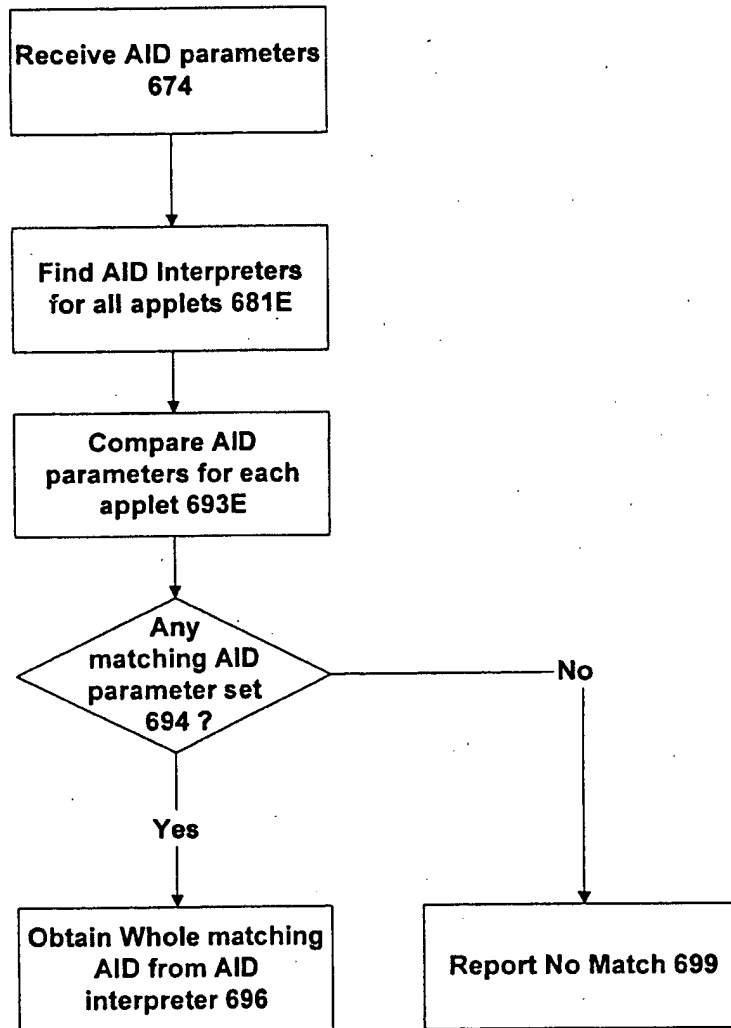 Receive AID parameters
674
Find AID Interpreters
for all applets 681E
Compare AID
parameters for each
applet 693E
Any
matching AID
parameter set
694 ?
No
Yes
Obtain Whole matching
AID from AID
interpreter 696
Report No Match 699